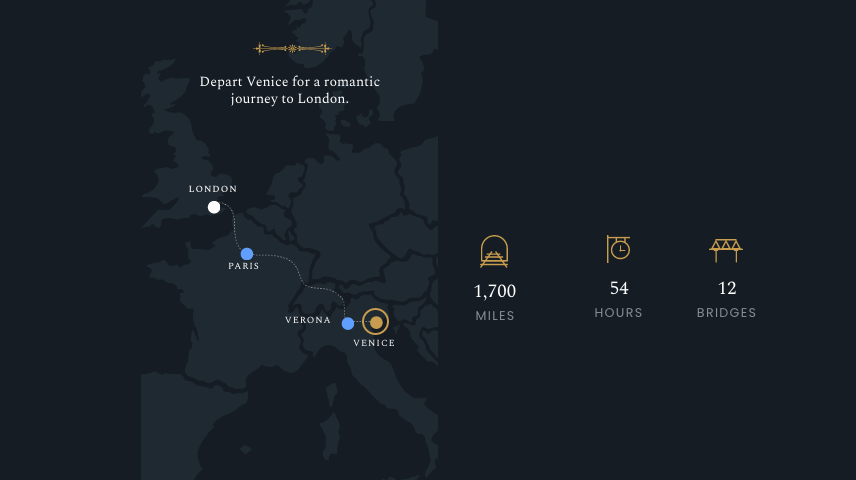 Depart Venice for a romantic
journey to London.
LONDON
PARIS
VERONA
VENICE
1,700
MILES
54
HOURS
12
BRIDGES